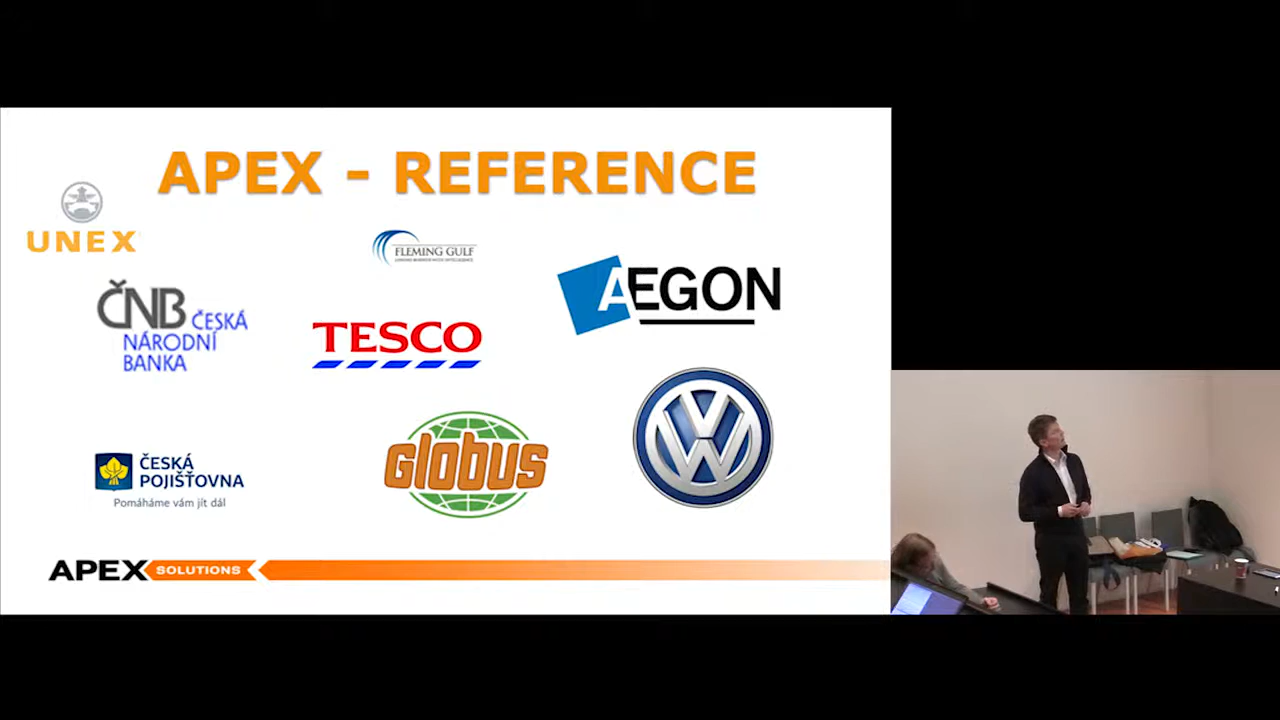 APEX - REFERENCE
UNEX
FLEMING GULF
AEGON
ČNB ČESKÁ
NÁRODNÍ
BANKA
TESCO
ČESKÁ
POJIŠŤOVNA
Pomáháme vám jít dál
GLOBUS
VW
APEX SOLUTIONS